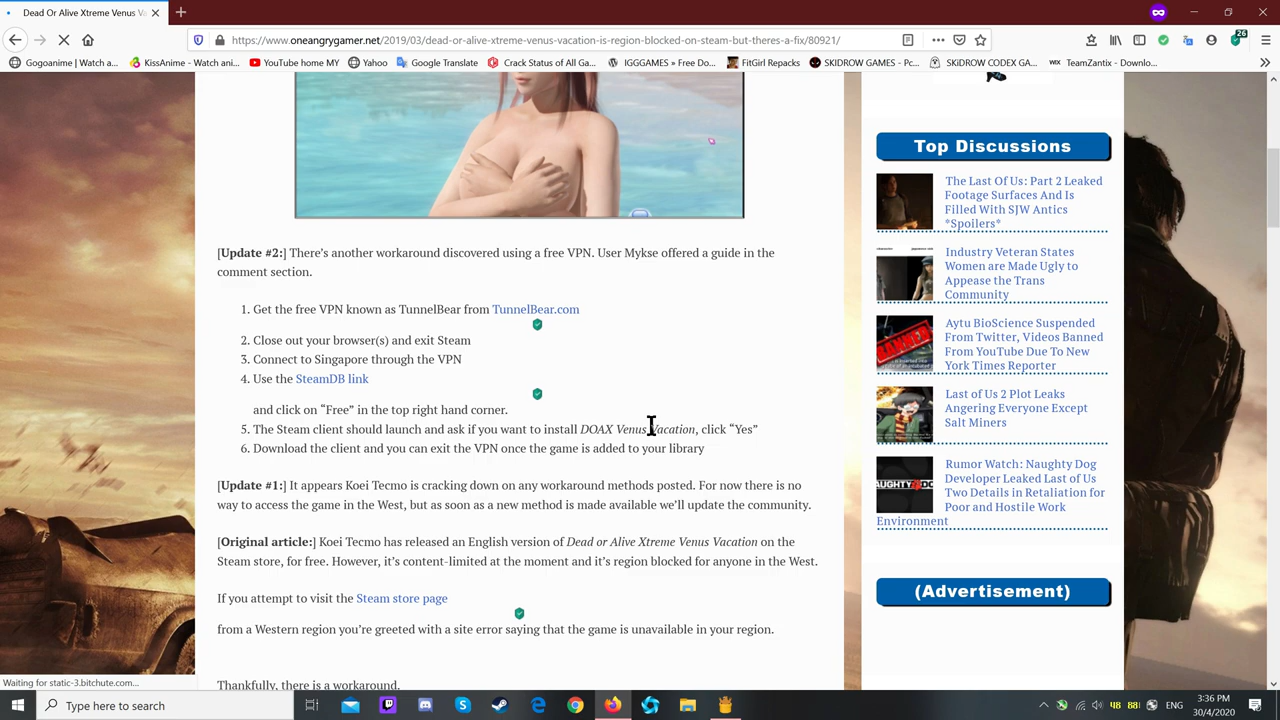 Dead Or Alive Xtreme Venus Va
https://www.oneangrygamer.net/2019/03/dead-or-alive-xtreme-venus-vacation-is-region-blocked-on-steam-but-theres-a-fix/80921/
26
Gogoanime | Watch a...
KissAnime - Watch ani...
YouTube home MY
Yahoo
Google Translate
Crack Status of All Ga...
IGGGAMES » Free Do...
FitGirl Repacks
SKIDROW GAMES - Pc...
SKiDROW CODEX GA...
WIX
TeamZantix - Downlo...
[Update #2:] There’s another workaround discovered using a free VPN. User Mykse offered a guide in the
comment section.
1. Get the free VPN known as TunnelBear from TunnelBear.com
2. Close out your browser(s) and exit Steam
3. Connect to Singapore through the VPN
4. Use the SteamDB link
and click on “Free” in the top right hand corner.
5. The Steam client should launch and ask if you want to install DOAX Venus Vacation, click “Yes”
6. Download the client and you can exit the VPN once the game is added to your library
[Update #1:] It appears Koei Tecmo is cracking down on any workaround methods posted. For now there is no
way to access the game in the West, but as soon as a new method is made available we’ll update the community.
[Original article:] Koei Tecmo has released an English version of Dead or Alive Xtreme Venus Vacation on the
Steam store, for free. However, it’s content-limited at the moment and it’s region blocked for anyone in the West.
If you attempt to visit the Steam store page
from a Western region you’re greeted with a site error saying that the game is unavailable in your region.
Thankfully, there is a workaround.
Top Discussions
The Last Of Us: Part 2 Leaked
Footage Surfaces And Is
Filled With SJW Antics
*Spoilers*
Industry Veteran States
Women are Made Ugly to
Appease the Trans
Community
Aytu BioScience Suspended
From Twitter, Videos Banned
From YouTube Due To New
York Times Reporter
Last of Us 2 Plot Leaks
Angering Everyone Except
Salt Miners
Rumor Watch: Naughty Dog
Developer Leaked Last of Us
Two Details in Retaliation for
Poor and Hostile Work
Environment
(Advertisement)
Waiting for static-3.bitchute.com...
Type here to search
48
88
ENG
3:36 PM
30/4/2020